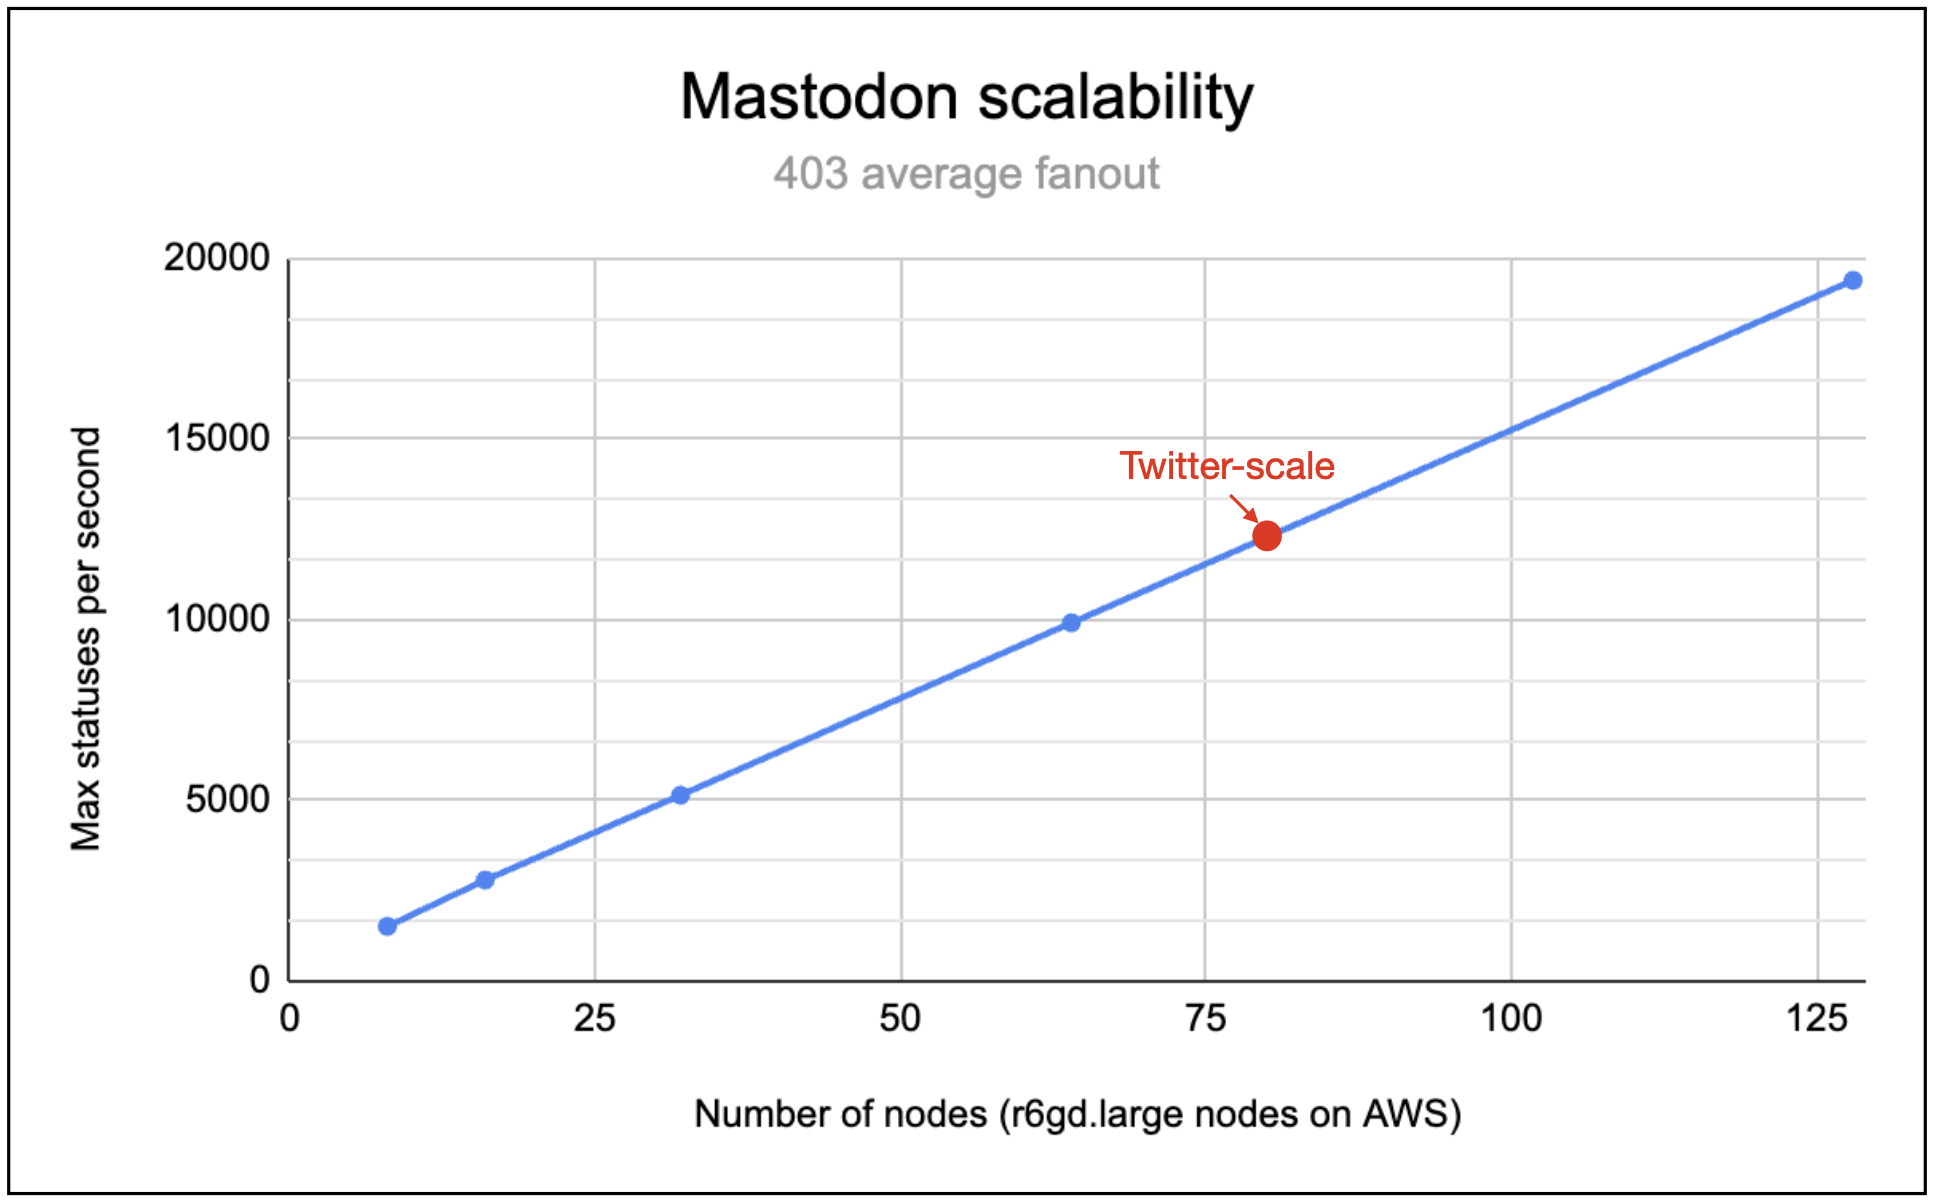 Mastodon scalability
403 average fanout
20000
15000
10000
5000
0
Max statuses per second
Twitter-scale
0 25 50 75 100 125
Number of nodes (r6gd.large nodes on AWS)